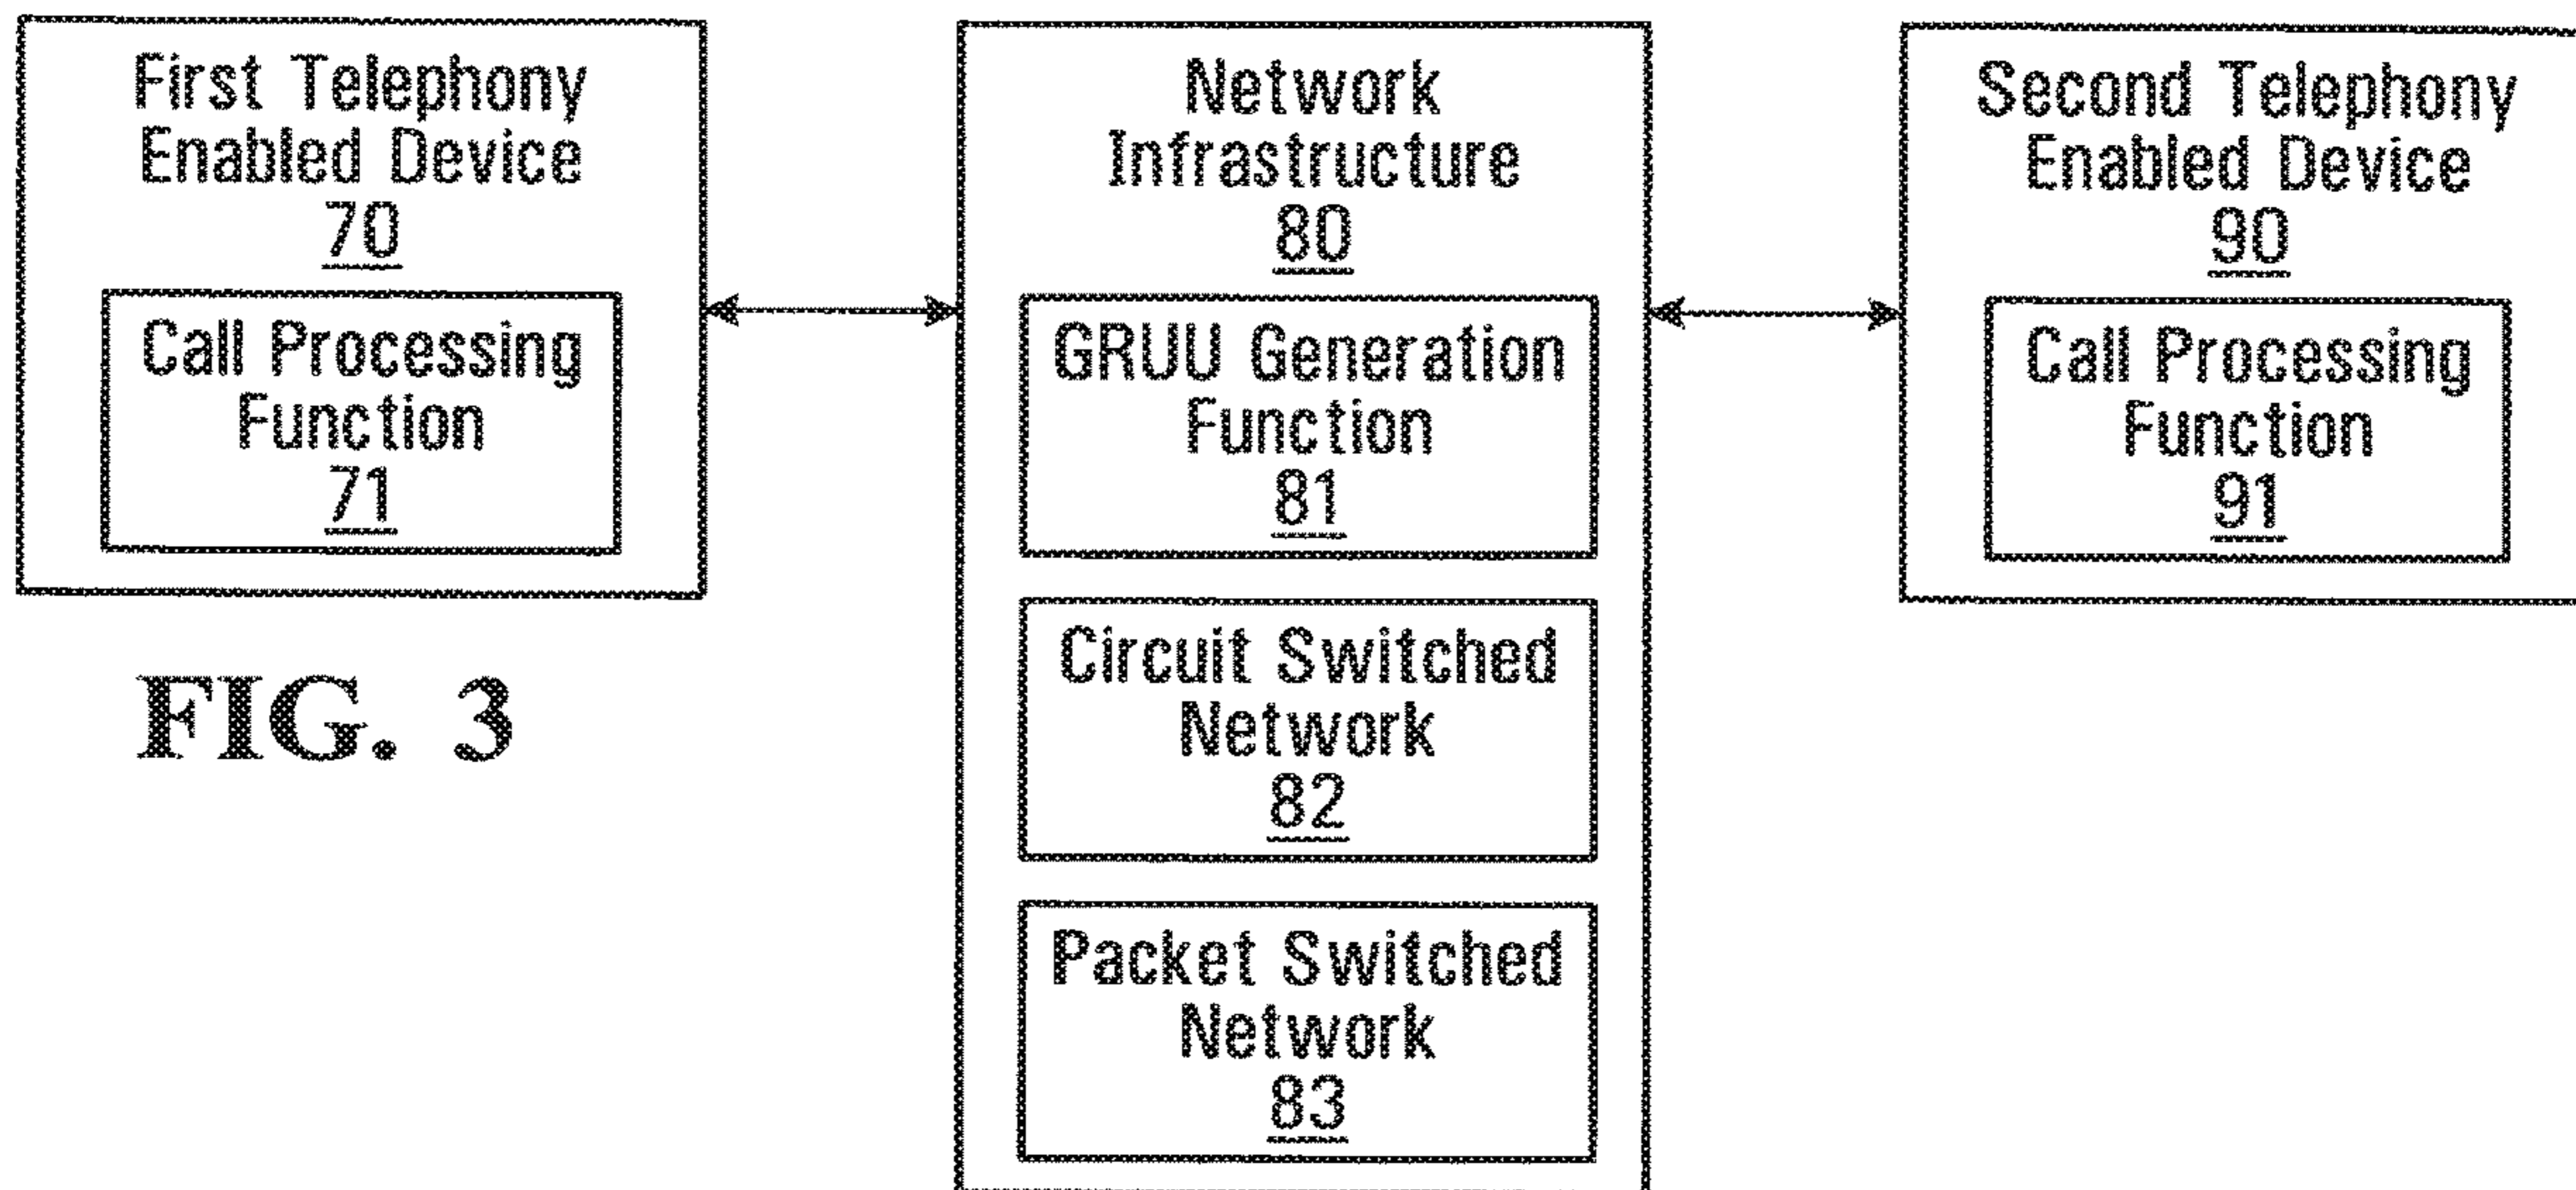 First Telephony
Enabled Device
70
Call Processing
Function
71
FIG. 3
Network
Infrastructure
80
GRUU Generation
Function
81
Circuit Switched
Network
82
Packet Switched
Network
83
Second Telephony
Enabled Device
90
Call Processing
Function
91